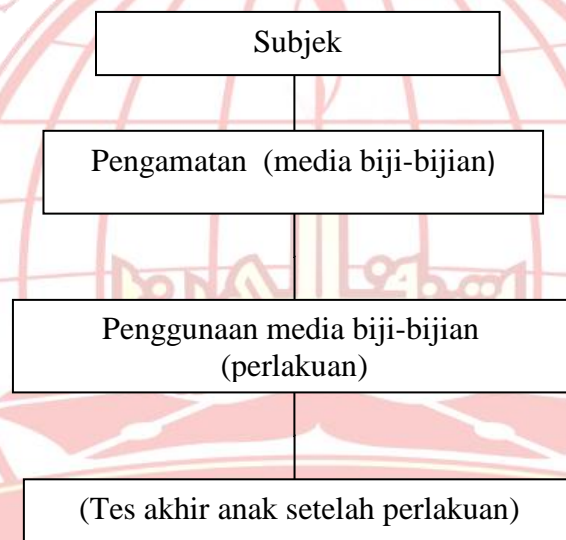 Subjek
Pengamatan (media biji-bijian)
Penggunaan media biji-bijian
(perlakuan)
(Tes akhir anak setelah perlakuan)